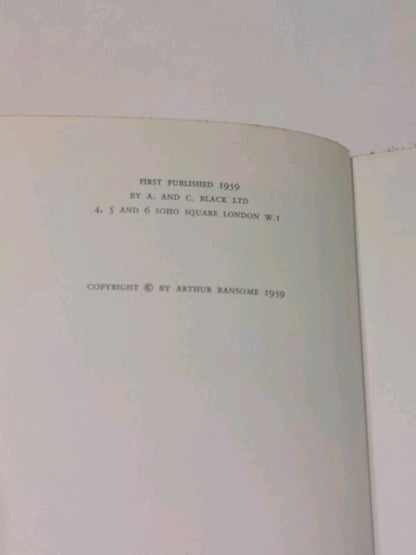 FIRST PUBLISHED 1959
BY A. AND C. BLACK LTD
4, 5 AND 6 SOHO SQUARE LONDON W.1
COPYRIGHT © BY ARTHUR RANSOME 1959